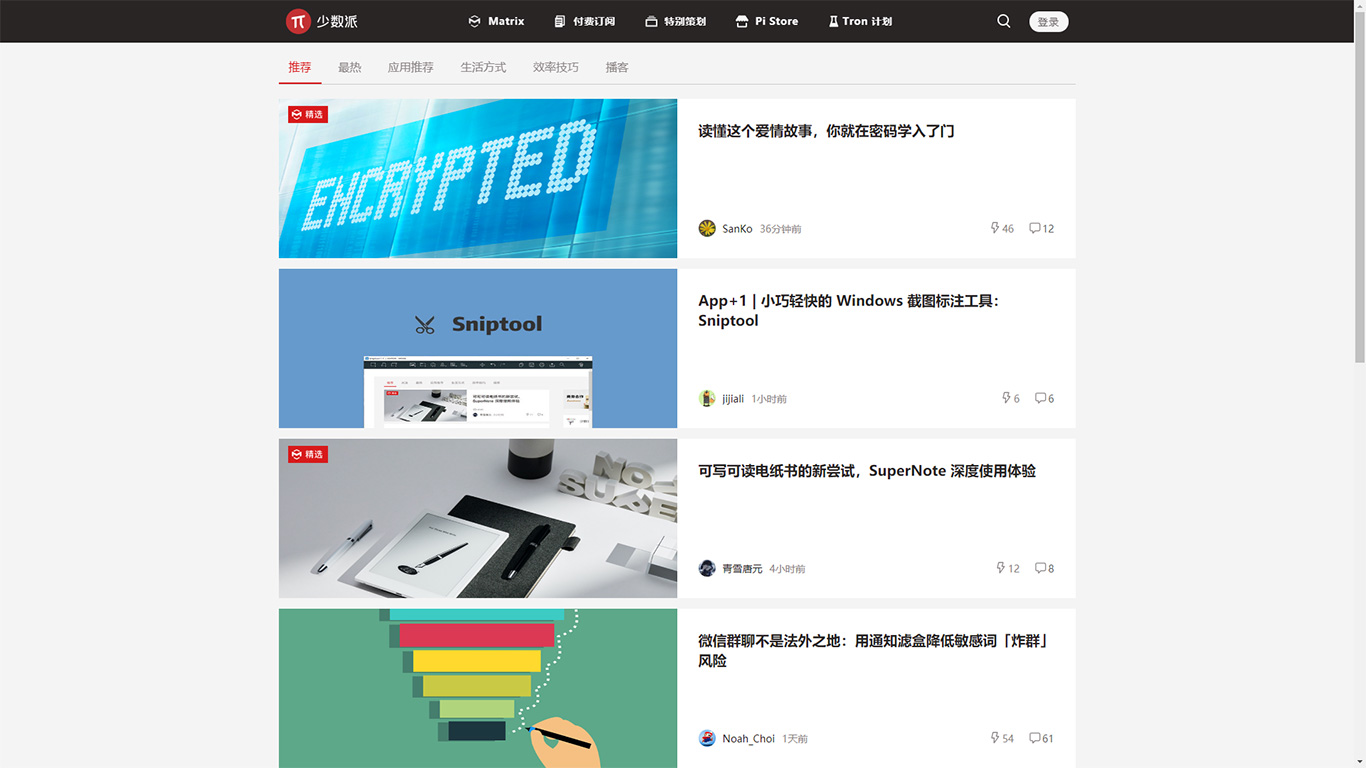 少数派
Matrix
付费订阅
特别策划
Pi Store
Tron 计划
登录
推荐
最热
应用推荐
生活方式
效率技巧
播客
精选
ENCRYPTED
读懂这个爱情故事，你就在密码学入了门
SanKo 36分钟前
46
12
Sniptool
App+1 | 小巧轻快的 Windows 截图标注工具：
Sniptool
jijiali 1小时前
6
6
精选
可写可读电纸书的新尝试，SuperNote 深度使用体验
青雪唐元 4小时前
12
8
微信群聊不是法外之地：用通知滤盒降低敏感词「炸群」
风险
Noah_Choi 1天前
54
61